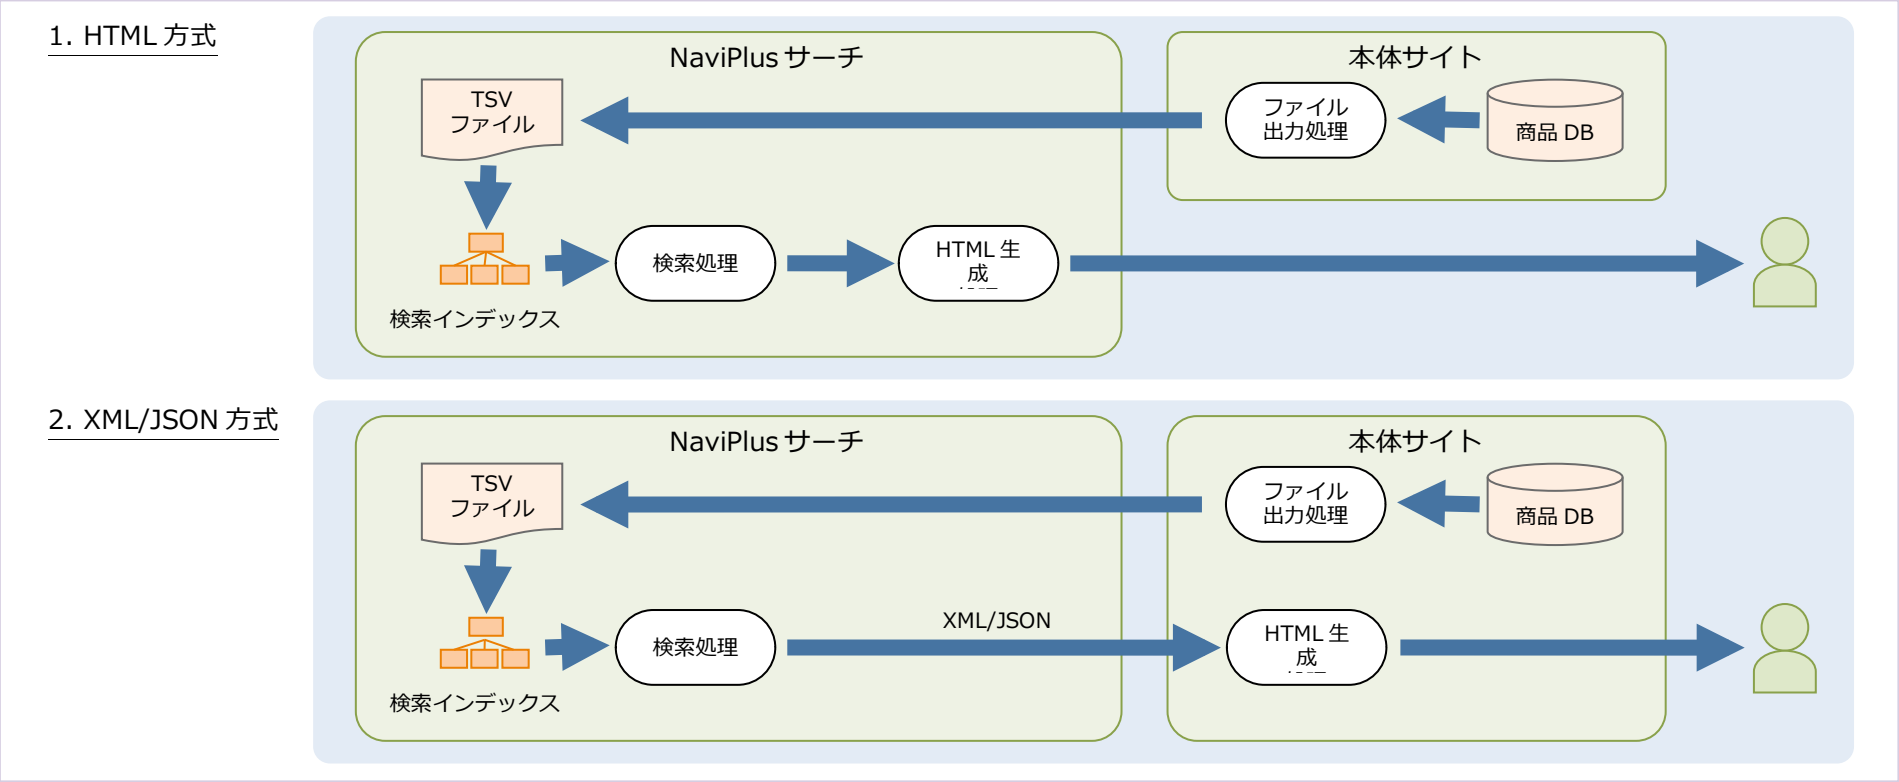 1. HTML 方式
NaviPlus サーチ
本体サイト
TSV
ファイル
ファイル
出力処理
商品 DB
検索処理
HTML 生
成
検索インデックス
2. XML/JSON 方式
NaviPlus サーチ
本体サイト
TSV
ファイル
ファイル
出力処理
商品 DB
検索処理
XML/JSON
HTML 生
成
検索インデックス